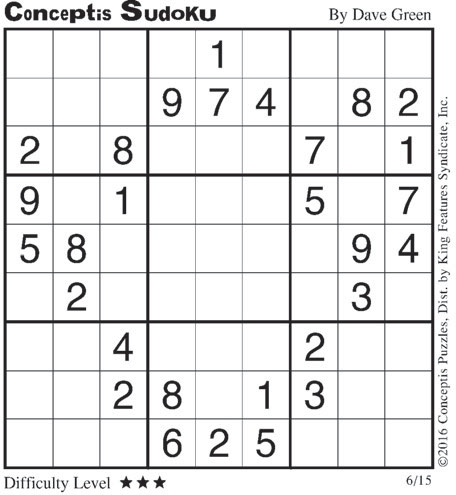 Conceptis SudoKu By Dave Green
1
9 7 4 8 2
2 8 7 1
9 1 5 7
5 8 9 4
2 3
4 2
2 8 1 3
6 2 5
Difficulty Level ★★★ 6/15
©2016 Conceptis Puzzles, Dist. by King Features Syndicate, Inc.